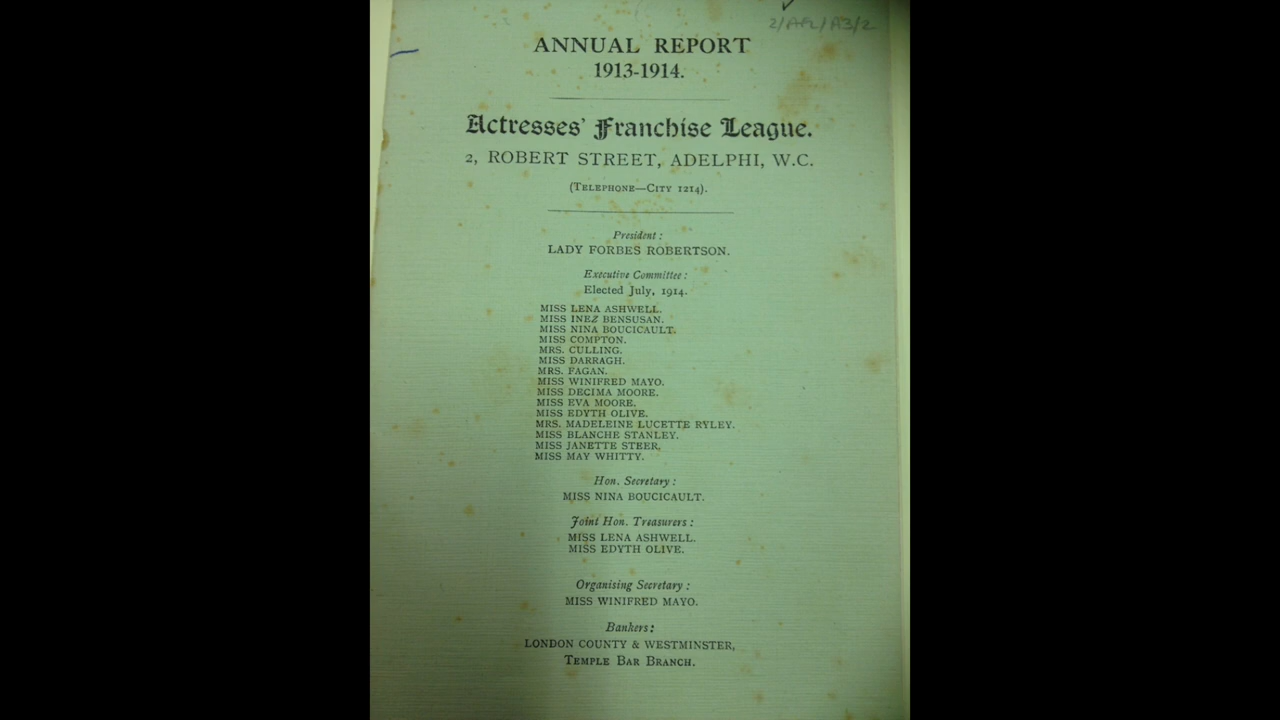 2/AFL/A3/2
ANNUAL REPORT
1913-1914.
Actresses' Franchise League.
2, ROBERT STREET, ADELPHI, W.C.
(TELEPHONE—CITY 1214).
President :
LADY FORBES ROBERTSON.
Executive Committee :
Elected July, 1914.
MISS LENA ASHWELL.
MISS INEZ BENSUSAN.
MISS NINA BOUCICAULT.
MISS COMPTON.
MRS. CULLING.
MISS DARRAGH.
MRS. FAGAN.
MISS WINIFRED MAYO.
MISS DECIMA MOORE.
MISS EVA MOORE.
MISS EDYTH OLIVE.
MRS. MADELEINE LUCETTE RYLEY.
MISS BLANCHE STANLEY.
MISS JANETTE STEER.
MISS MAY WHITTY.
Hon. Secretary :
MISS NINA BOUCICAULT.
Joint Hon. Treasurers :
MISS LENA ASHWELL.
MISS EDYTH OLIVE.
Organising Secretary :
MISS WINIFRED MAYO.
Bankers :
LONDON COUNTY & WESTMINSTER,
TEMPLE BAR BRANCH.